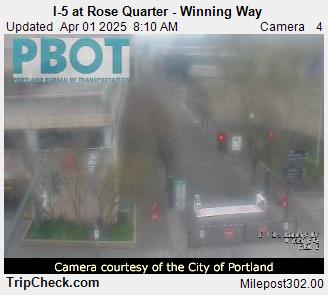 I-5 at Rose Quarter - Winning Way
Updated Apr 01 2025 8:10 AM Camera 4
PBOT
PORTLAND BUREAU OF TRANSPORTATION
Camera courtesy of the City of Portland
TripCheck.com Milepost302.00